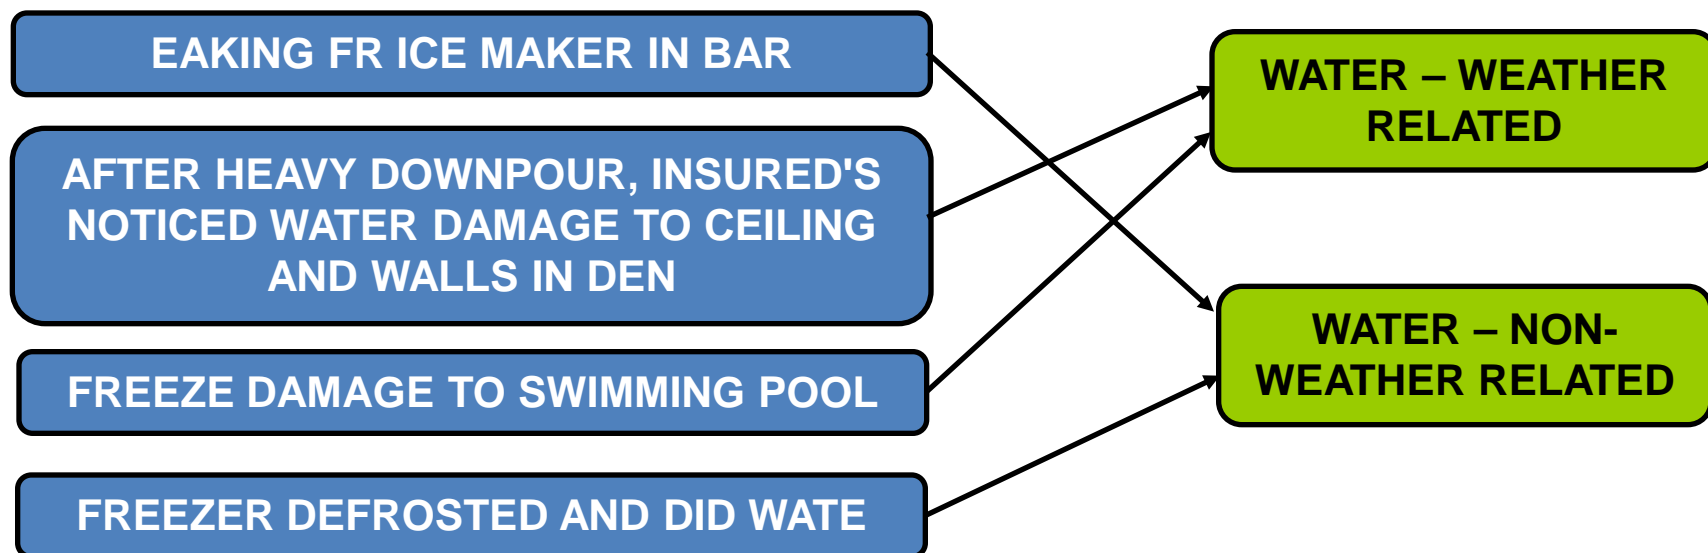 EAKING FR ICE MAKER IN BAR
AFTER HEAVY DOWNPOUR, INSURED'S
NOTICED WATER DAMAGE TO CEILING
AND WALLS IN DEN
FREEZE DAMAGE TO SWIMMING POOL
FREEZER DEFROSTED AND DID WATE
WATER – WEATHER
RELATED
WATER – NON-
WEATHER RELATED